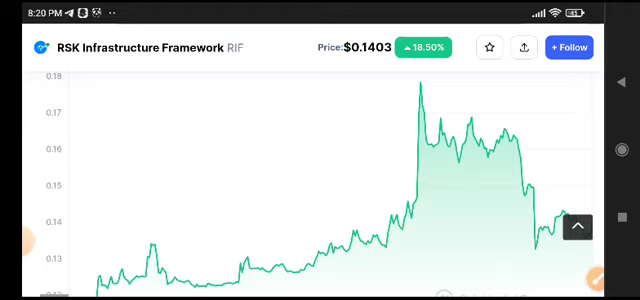 8:20 PM
RSK Infrastructure Framework RIF
Price:$0.1403 18.50%
+ Follow
0.18
0.17
0.16
0.15
0.14
0.13